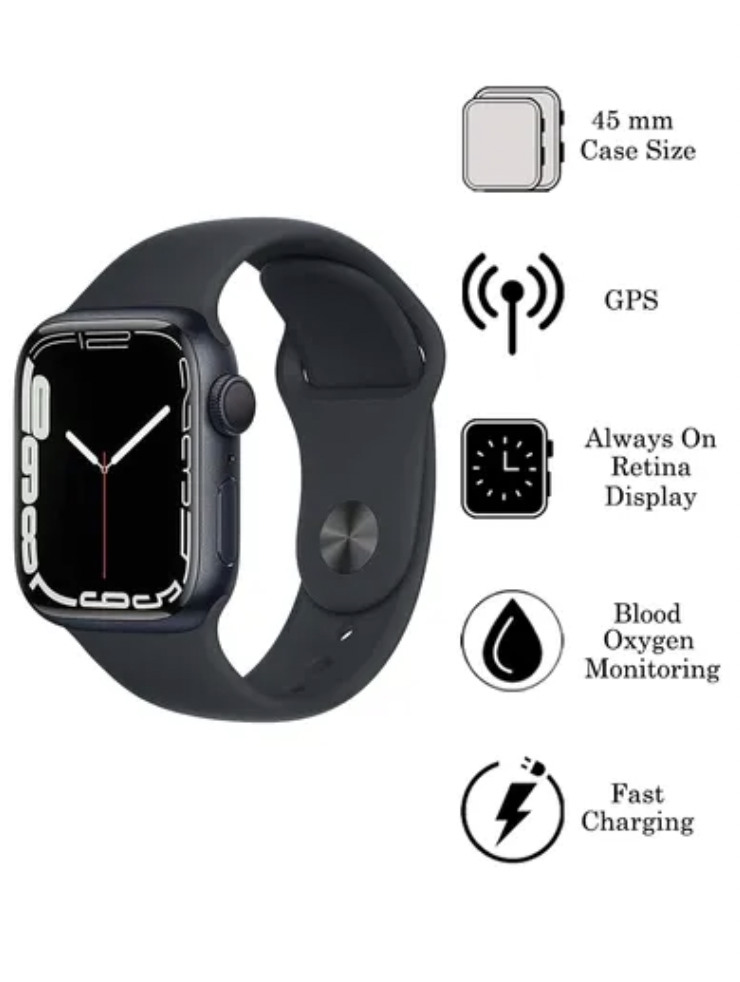 45 mm
Case Size
GPS
Always On
Retina
Display
Blood
Oxygen
Monitoring
Fast
Charging